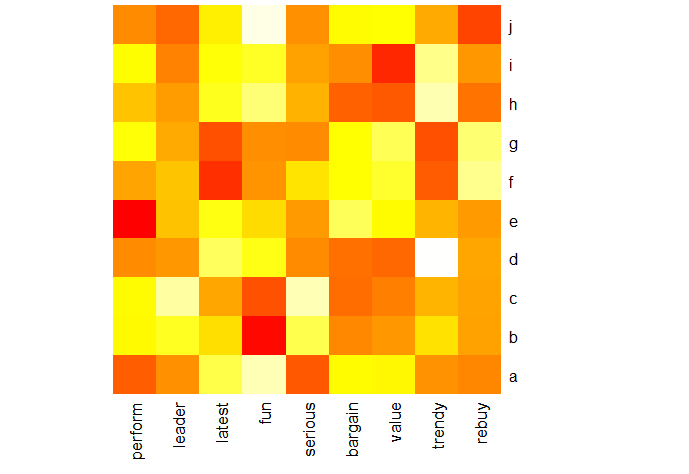 j
i
h
g
f
e
d
c
b
a
perform
leader
latest
fun
serious
bargain
value
trendy
rebuy